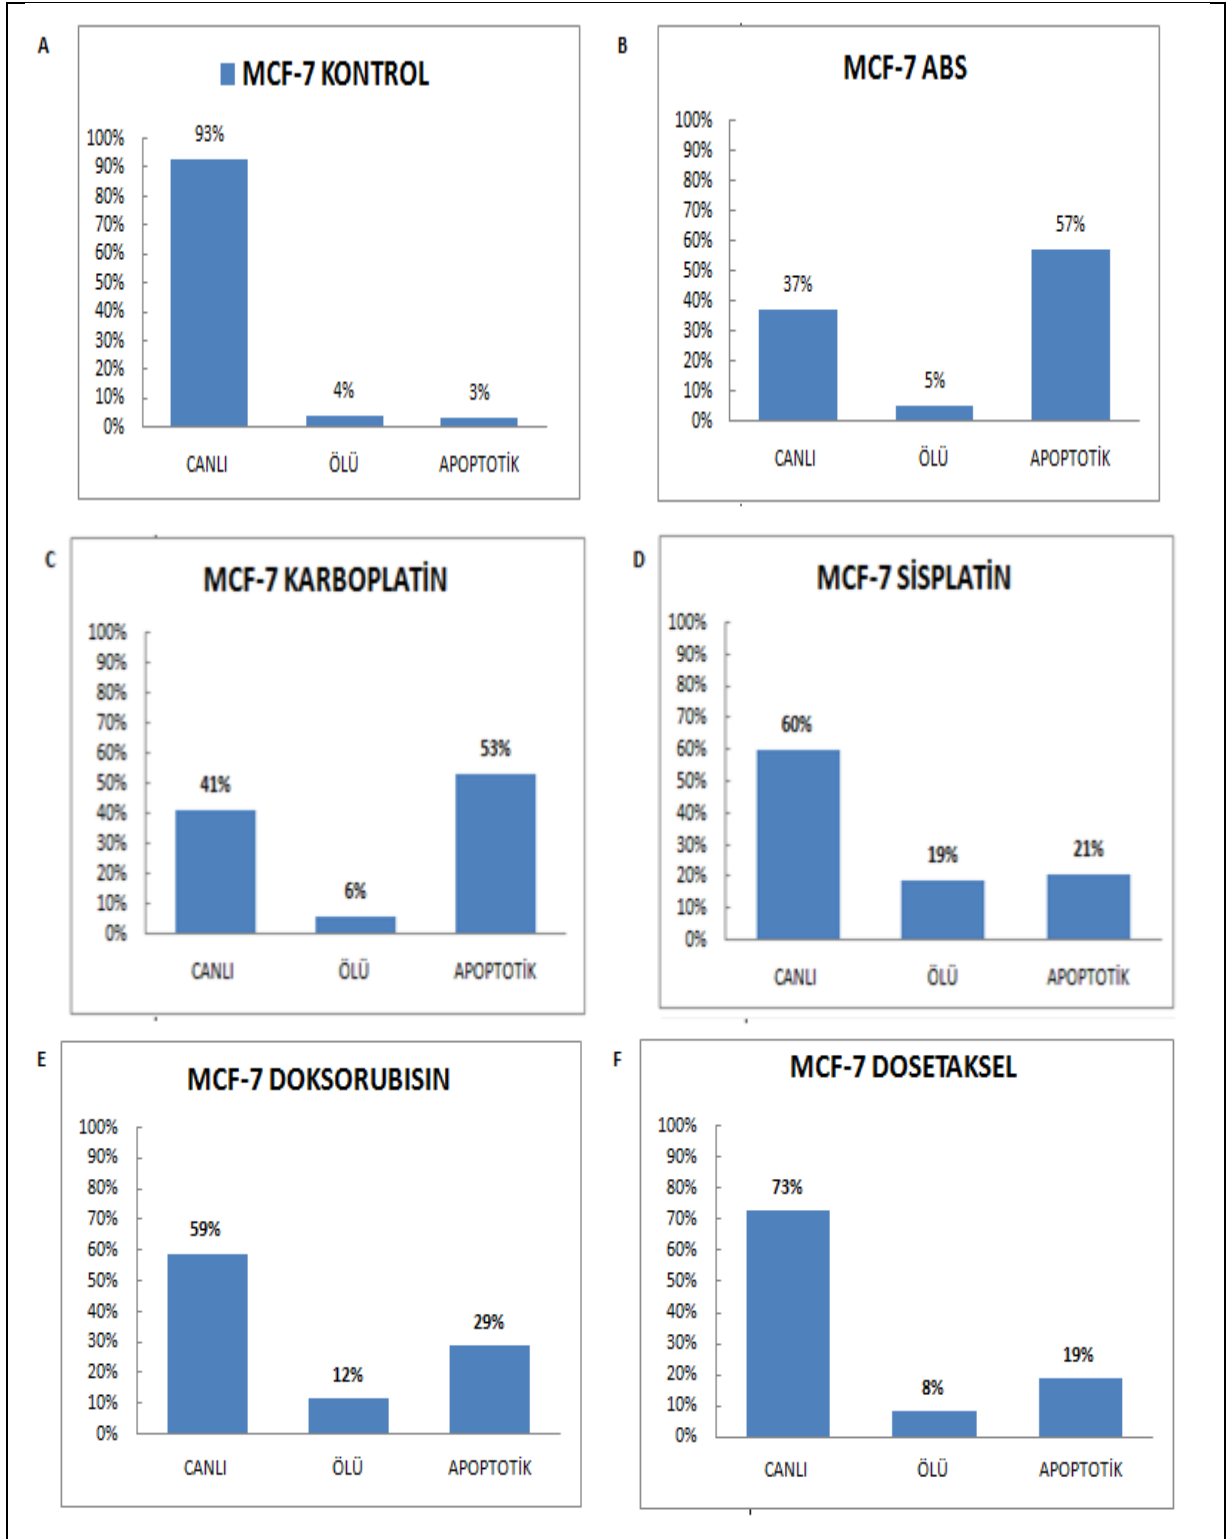 A
MCF-7 KONTROL
100%
90%
80%
70%
60%
50%
40%
30%
20%
10%
0%
93%
4%
3%
CANLI
ÖLÜ
APOPTOTİK
B
MCF-7 ABS
100%
90%
80%
70%
60%
50%
40%
30%
20%
10%
0%
37%
5%
57%
CANLI
ÖLÜ
APOPTOTİK
C
MCF-7 KARBOPLATİN
100%
90%
80%
70%
60%
50%
40%
30%
20%
10%
0%
41%
6%
53%
CANLI
ÖLÜ
APOPTOTİK
D
MCF-7 SİSPLATİN
100%
90%
80%
70%
60%
50%
40%
30%
20%
10%
0%
60%
19%
21%
CANLI
ÖLÜ
APOPTOTİK
E
MCF-7 DOKSORUBISIN
100%
90%
80%
70%
60%
50%
40%
30%
20%
10%
0%
59%
12%
29%
CANLI
ÖLÜ
APOPTOTİK
F
MCF-7 DOSETAKSEL
100%
90%
80%
70%
60%
50%
40%
30%
20%
10%
0%
73%
8%
19%
CANLI
ÖLÜ
APOPTOTİK